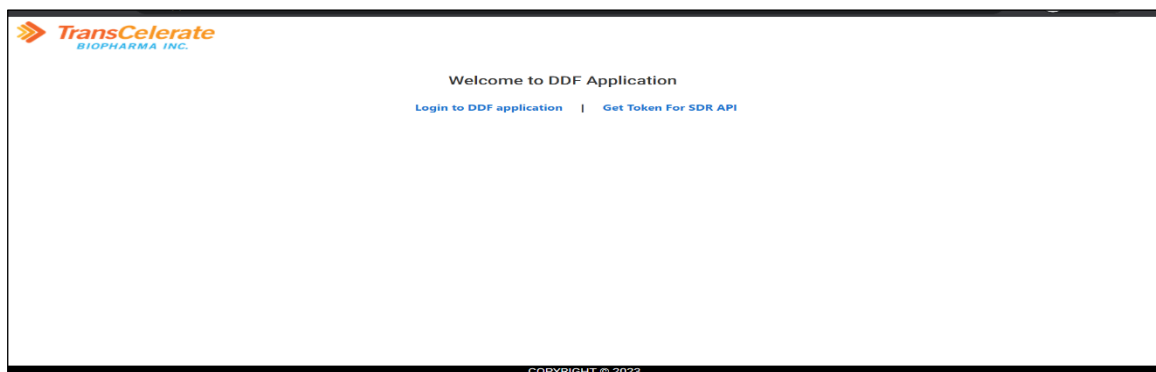 TransCelerate
BIOPHARMA INC.
Welcome to DDF Application
Login to DDF application | Get Token For SDR API
COPYRIGHT © 2023